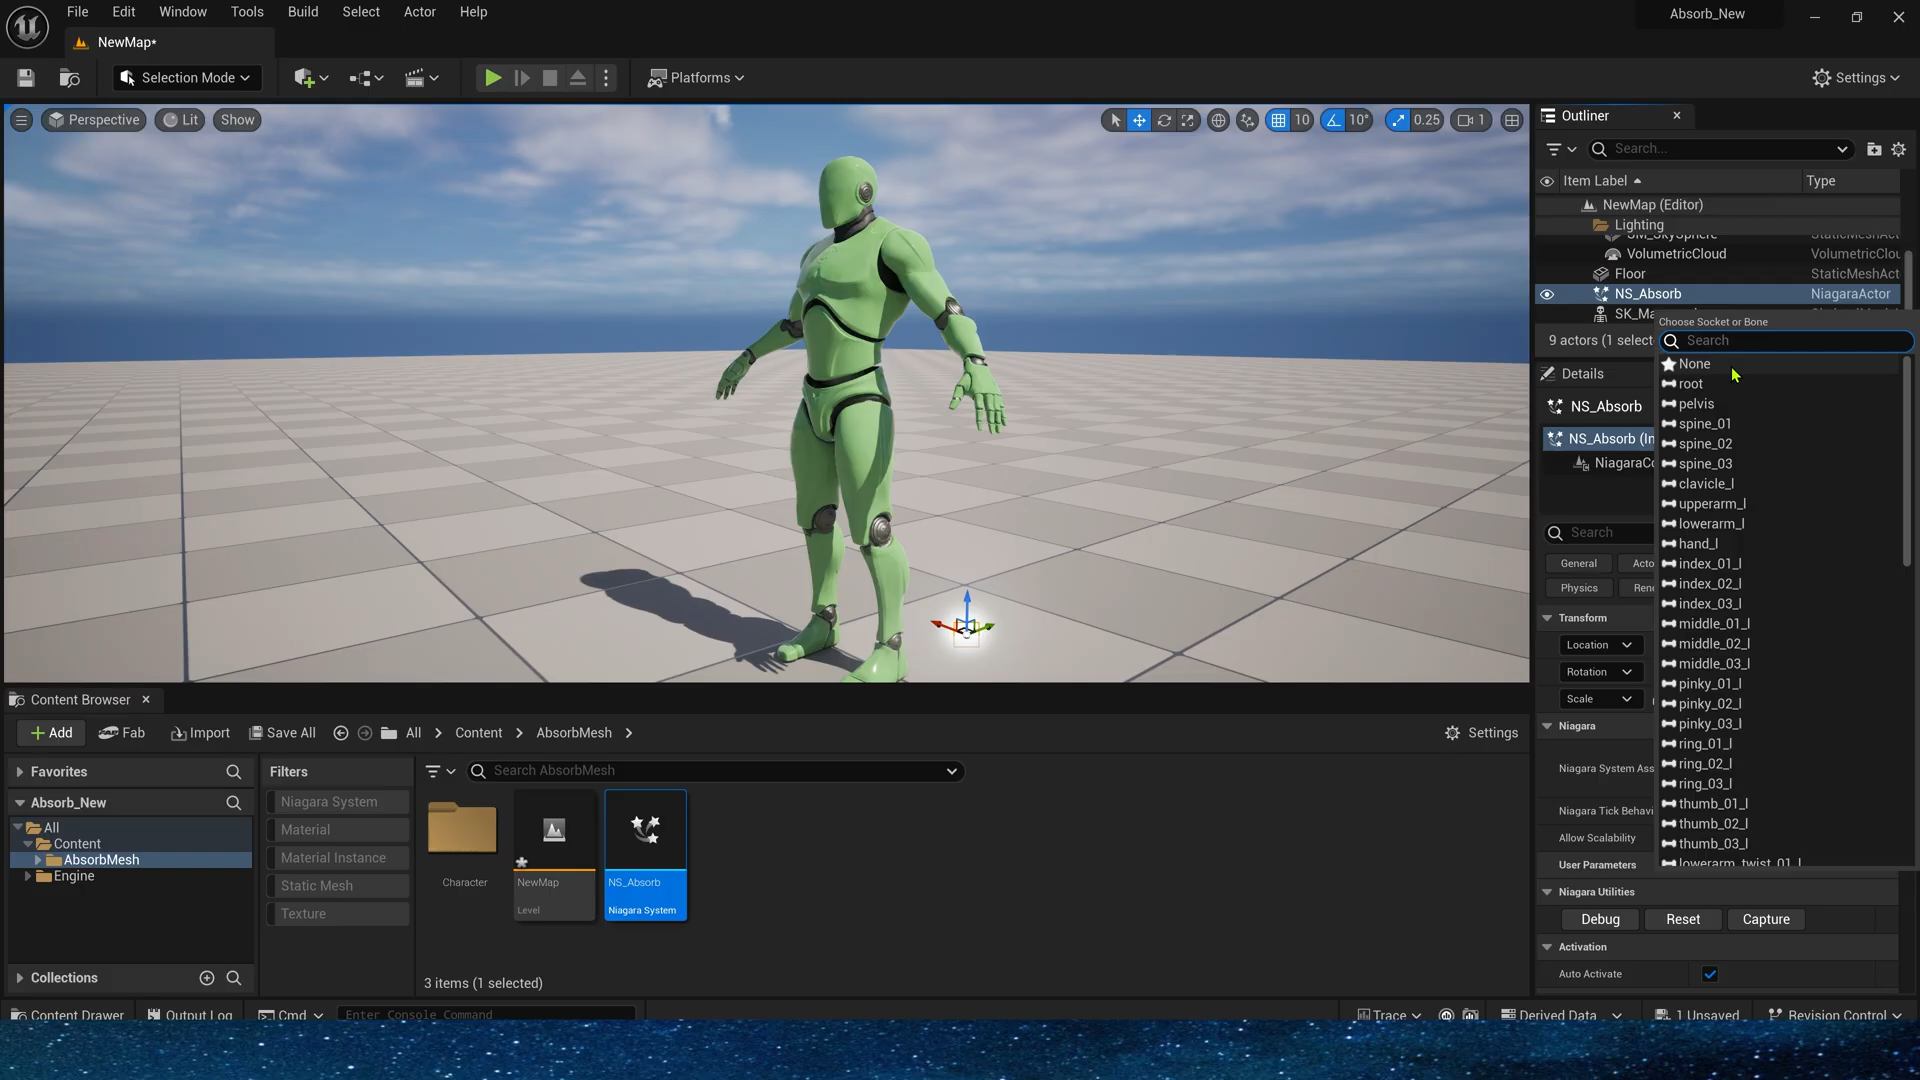 File Edit Window Tools Build Select Actor Help
Absorb_New
NewMap*
Selection Mode
Platforms
Settings
Perspective
Lit
Show
10
10°
0.25
1
Outliner
Search...
Item Label
Type
NewMap (Editor)
Lighting
SM_SkySphere StaticMeshAct
VolumetricCloud VolumetricClou
Floor StaticMeshAct
NS_Absorb NiagaraActor
SK_Ma
9 actors (1 select
Choose Socket or Bone
Search
None
root
pelvis
spine_01
spine_02
spine_03
clavicle_l
upperarm_l
lowerarm_l
hand_l
index_01_l
index_02_l
index_03_l
middle_01_l
middle_02_l
middle_03_l
pinky_01_l
pinky_02_l
pinky_03_l
ring_01_l
ring_02_l
ring_03_l
thumb_01_l
thumb_02_l
thumb_03_l
lowerarm_twist_01_l
Details
NS_Absorb
NS_Absorb (In
NiagaraCo
Search
General
Acto
Physics
Ren
Transform
Location
Rotation
Scale
Niagara
Niagara System Ass
Niagara Tick Behavi
Allow Scalability
User Parameters
Niagara Utilities
Debug
Reset
Capture
Activation
Auto Activate
Content Browser
Add
Fab
Import
Save All
All
Content
AbsorbMesh
Settings
Favorites
Absorb_New
All
Content
AbsorbMesh
Engine
Collections
Filters
Niagara System
Material
Material Instance
Static Mesh
Texture
Search AbsorbMesh
Character
NewMap
Level
NS_Absorb
Niagara System
3 items (1 selected)
Content Drawer
Output Log
Cmd
Enter Console Command
Trace
Derived Data
1 Unsaved
Revision Control